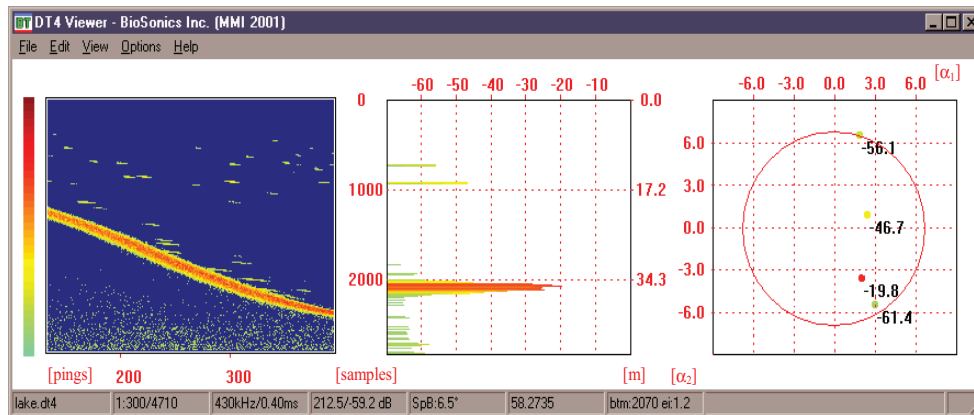 DT4 Viewer - BioSonics Inc. (MMI 2001)
File Edit View Options Help
0 -60 -50 -40 -30 -20 -10 0.0
-6.0 -3.0 0.0 3.0 6.0 [α₁]
6.0 -56.1
3.0
1000 17.2
0.0 -46.7
2000 34.3
-3.0 -19.8
-6.0 -61.4
[pings] 200 300 [samples] [m] [α₂]
lake.dt4 1:300/4710 430kHz/0.40ms 212.5/-59.2 dB SpB:6.5° 58.2735 btm:2070 ei:1.2